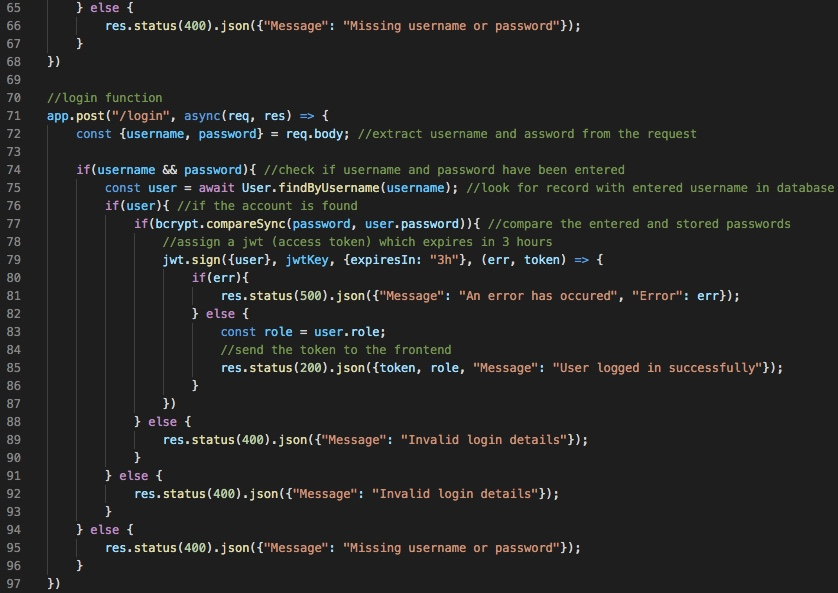 65 } else {
66 res.status(400).json({"Message": "Missing username or password"});
67 }
68 })
69
70 //login function
71 app.post("/login", async(req, res) => {
72 const {username, password} = req.body; //extract username and assword from the request
73
74 if(username && password){ //check if username and password have been entered
75 const user = await User.findByUsername(username); //look for record with entered username in database
76 if(user){ //if the account is found
77 if(bcrypt.compareSync(password, user.password)){ //compare the entered and stored passwords
78 //assign a jwt (access token) which expires in 3 hours
79 jwt.sign({user}, jwtKey, {expiresIn: "3h"}, (err, token) => {
80 if(err){
81 res.status(500).json({"Message": "An error has occured", "Error": err});
82 } else {
83 const role = user.role;
84 //send the token to the frontend
85 res.status(200).json({token, role, "Message": "User logged in successfully"});
86 }
87 })
88 } else {
89 res.status(400).json({"Message": "Invalid login details"});
90 }
91 } else {
92 res.status(400).json({"Message": "Invalid login details"});
93 }
94 } else {
95 res.status(400).json({"Message": "Missing username or password"});
96 }
97 })